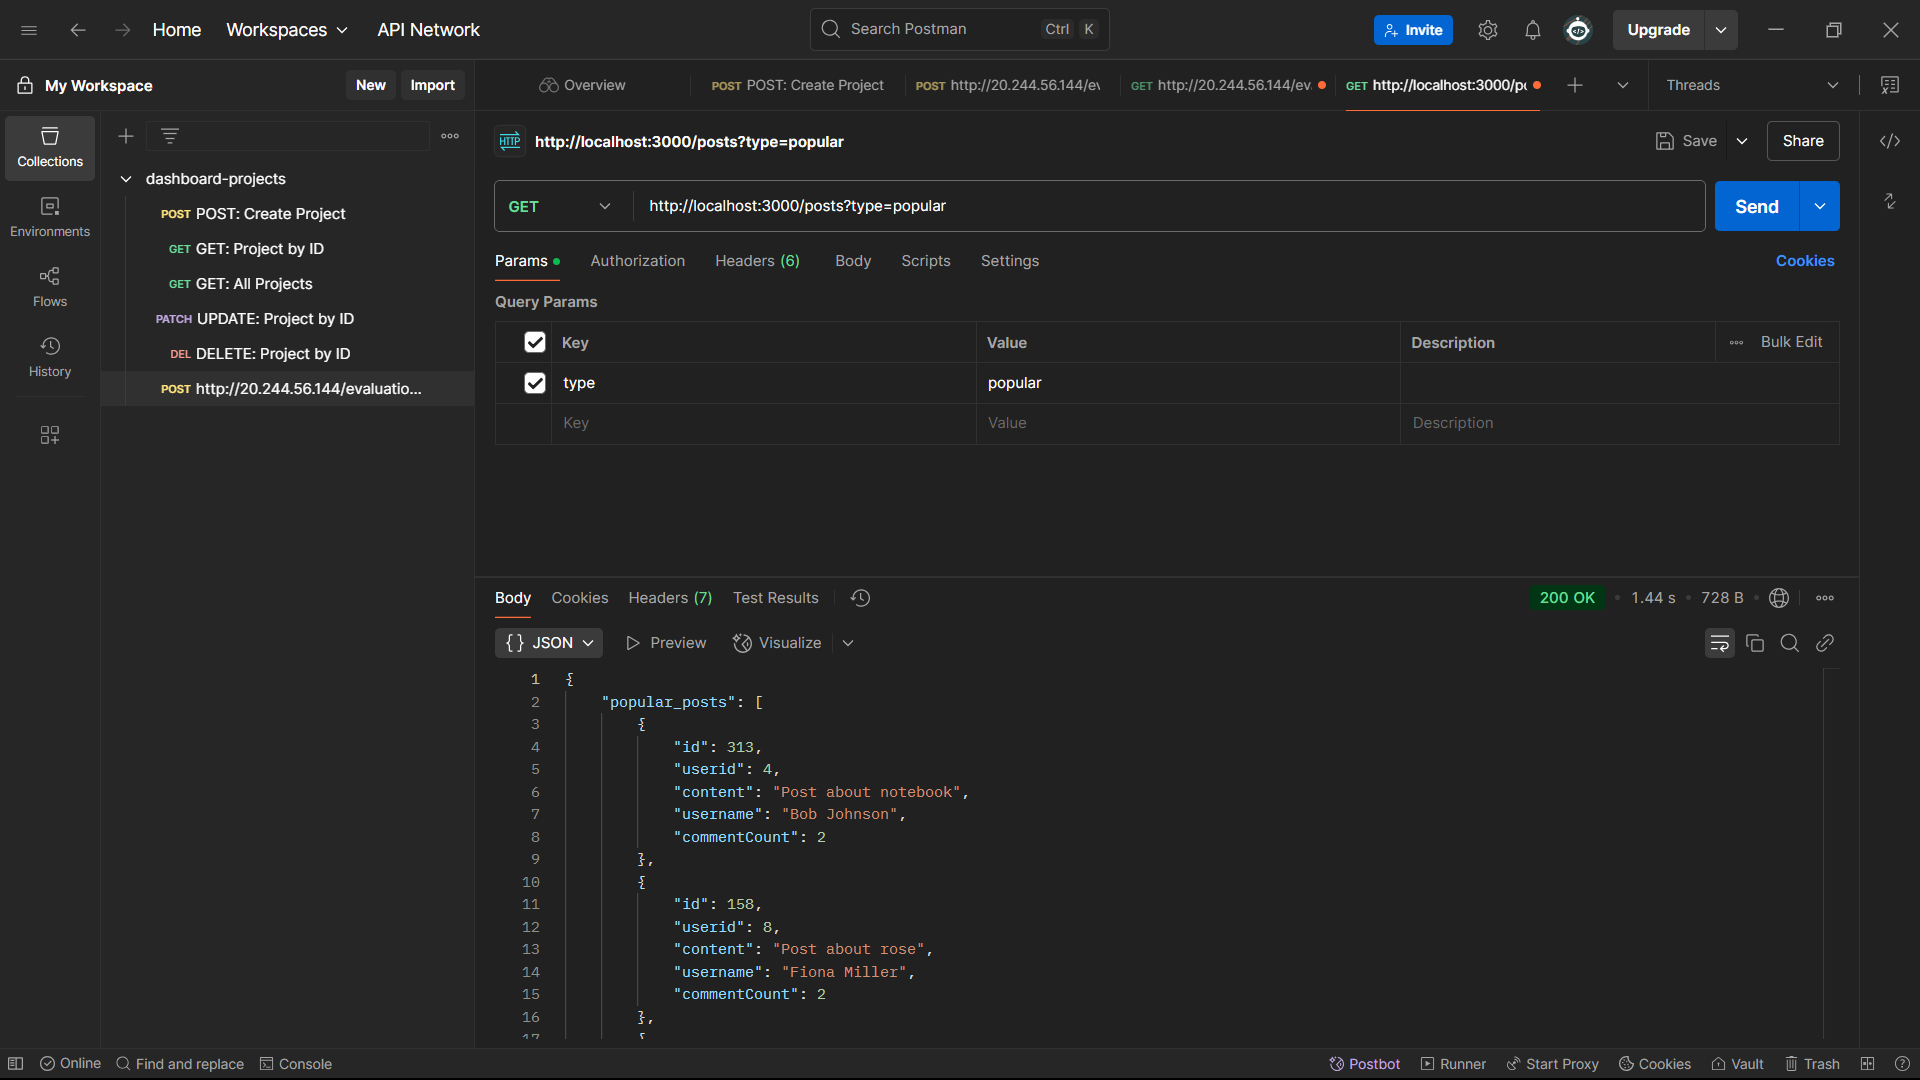 Home Workspaces API Network Search Postman Ctrl K Invite Upgrade
My Workspace New Import Overview POST POST: Create Project POST http://20.244.56.144/ev GET http://20.244.56.144/ev. GET http://localhost:3000/po Threads
Collections
Environments
Flows
History
dashboard-projects
POST POST: Create Project
GET GET: Project by ID
GET GET: All Projects
PATCH UPDATE: Project by ID
DEL DELETE: Project by ID
POST http://20.244.56.144/evaluatio...
HTTP http://localhost:3000/posts?type=popular Save Share
GET http://localhost:3000/posts?type=popular Send
Params Authorization Headers (6) Body Scripts Settings Cookies
Query Params
Key Value Description Bulk Edit
type popular
Key Value Description
Body Cookies Headers (7) Test Results 200 OK • 1.44 s • 728 B •
{} JSON Preview Visualize
1 {
2 "popular_posts": [
3 {
4 "id": 313,
5 "userid": 4,
6 "content": "Post about notebook",
7 "username": "Bob Johnson",
8 "commentCount": 2
9 },
10 {
11 "id": 158,
12 "userid": 8,
13 "content": "Post about rose",
14 "username": "Fiona Miller",
15 "commentCount": 2
16 },
17 {
Online Find and replace Console Postbot Runner Start Proxy Cookies Vault Trash